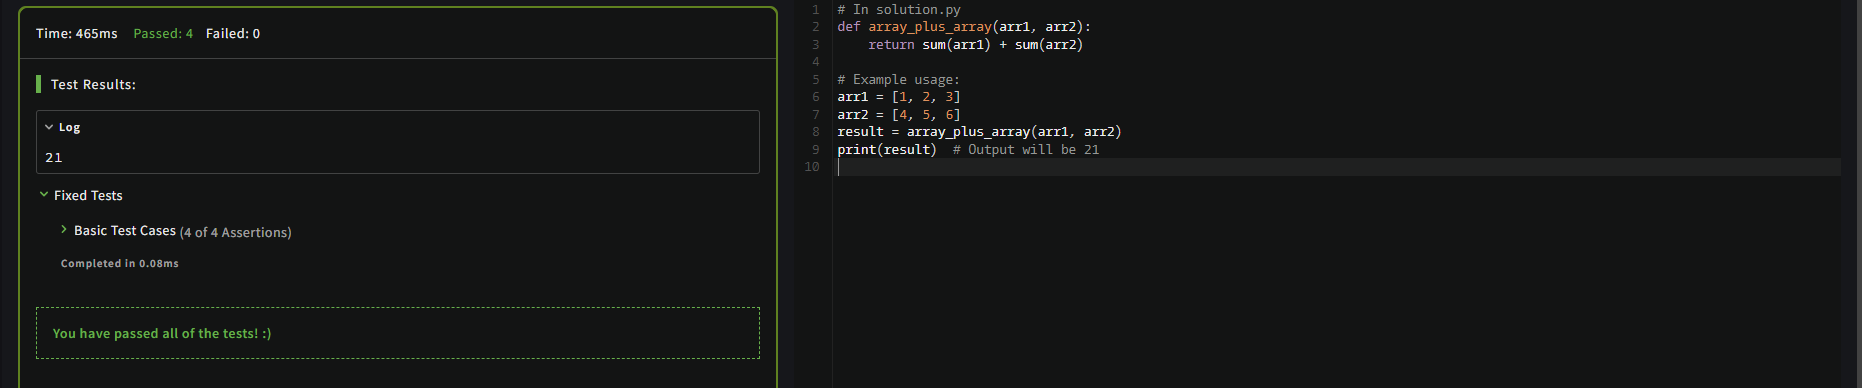 Time: 465ms Passed: 4 Failed: 0
Test Results:
Log
21
Fixed Tests
Basic Test Cases (4 of 4 Assertions)
Completed in 0.08ms
You have passed all of the tests! :)
1 # In solution.py
2 def array_plus_array(arr1, arr2):
3     return sum(arr1) + sum(arr2)
4
5 # Example usage:
6 arr1 = [1, 2, 3]
7 arr2 = [4, 5, 6]
8 result = array_plus_array(arr1, arr2)
9 print(result)  # Output will be 21
10